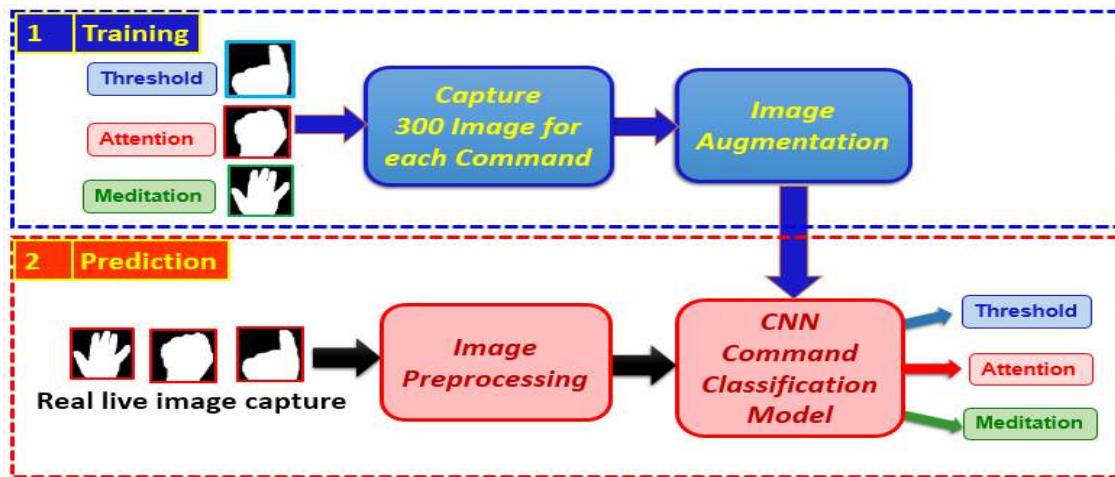 1 Training
Threshold
Attention
Meditation
Capture
300 Image for
each Command
Image
Augmentation
2 Prediction
Real live image capture
Image
Preprocessing
CNN
Command
Classification
Model
Threshold
Attention
Meditation